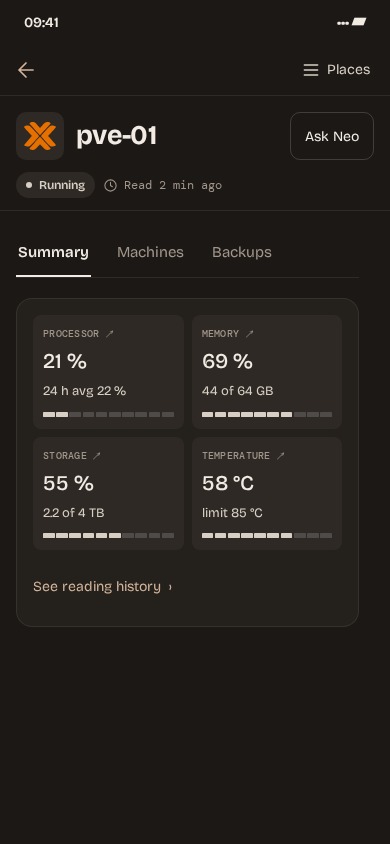 09:41
Places
pve-01
Ask Neo
Running
Read 2 min ago
Summary
Machines
Backups
PROCESSOR ↗
21 %
24 h avg 22 %
MEMORY ↗
69 %
44 of 64 GB
STORAGE ↗
55 %
2.2 of 4 TB
TEMPERATURE ↗
58 °C
limit 85 °C
See reading history ›